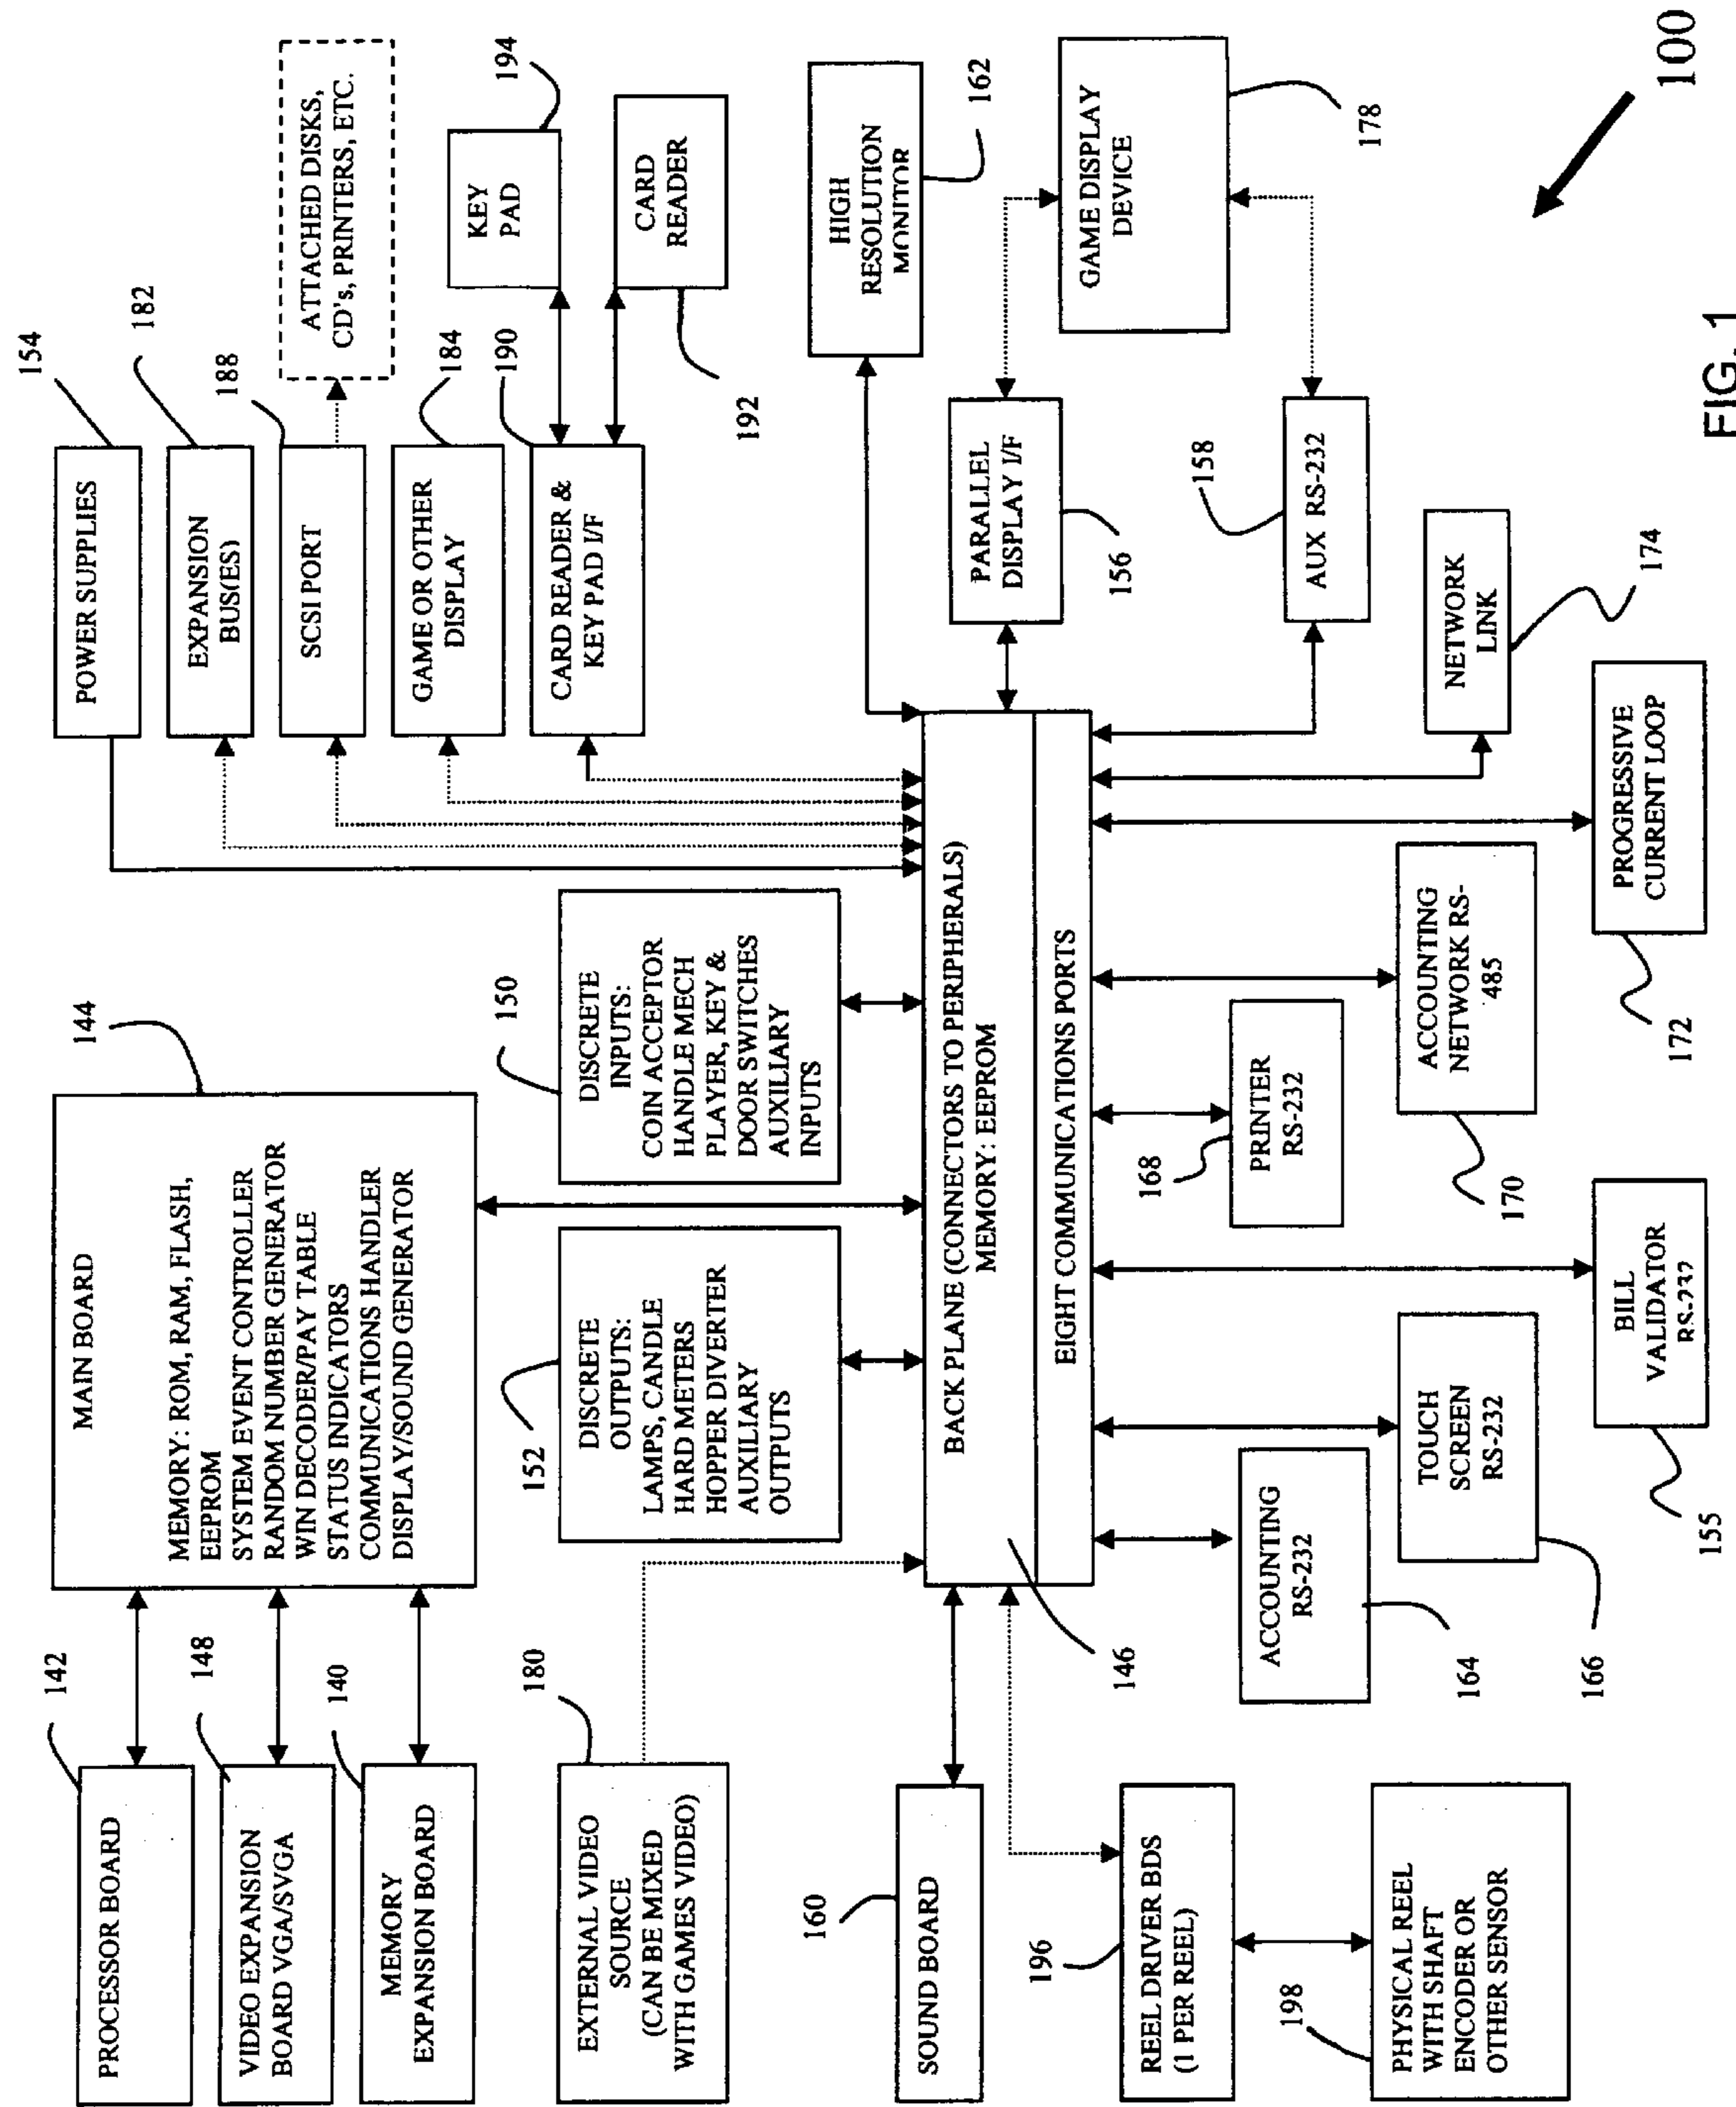 142
PROCESSOR BOARD
148
VIDEO EXPANSION
BOARD VGA/SVGA
140
MEMORY
EXPANSION BOARD
144
MAIN BOARD
MEMORY: ROM, RAM, FLASH,
EEPROM
SYSTEM EVENT CONTROLLER
RANDOM NUMBER GENERATOR
WIN DECODER/PAY TABLE
STATUS INDICATORS
COMMUNICATIONS HANDLER
DISPLAY/SOUND GENERATOR
154
POWER SUPPLIES
182
EXPANSION
BUS(ES)
188
SCSI PORT
ATTACHED DISKS,
CD's, PRINTERS, ETC.
184
GAME OR OTHER
DISPLAY
190
CARD READER &
KEY PAD I/F
194
KEY
PAD
192
CARD
READER
180
EXTERNAL VIDEO
SOURCE
(CAN BE MIXED
WITH GAMES VIDEO)
152
DISCRETE
OUTPUTS:
LAMPS, CANDLE
HARD METERS
HOPPER DIVERTER
AUXILIARY
OUTPUTS
150
DISCRETE
INPUTS:
COIN ACCEPTOR
HANDLE MECH
PLAYER, KEY &
DOOR SWITCHES
AUXILIARY
INPUTS
160
SOUND BOARD
146
BACK PLANE (CONNECTORS TO PERIPHERALS)
MEMORY: EEPROM
EIGHT COMMUNICATIONS PORTS
162
HIGH
RESOLUTION
MONITOR
156
PARALLEL
DISPLAY I/F
178
GAME DISPLAY
DEVICE
158
AUX RS-232
196
REEL DRIVER BDS
(1 PER REEL)
198
PHYSICAL REEL
WITH SHAFT
ENCODER OR
OTHER SENSOR
164
ACCOUNTING
RS-232
166
TOUCH
SCREEN
RS-232
155
BILL
VALIDATOR
RS-232
168
PRINTER
RS-232
170
ACCOUNTING
NETWORK RS-
485
172
PROGRESSIVE
CURRENT LOOP
174
NETWORK
LINK
100
FIG. 1